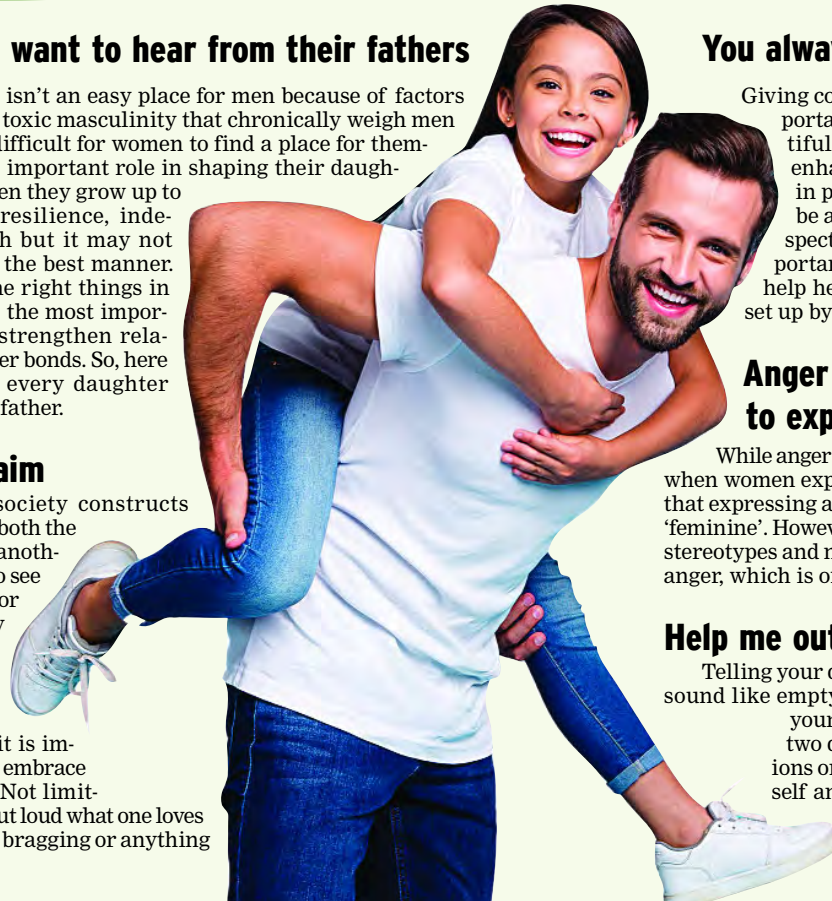 want to hear from their fathers
isn't an easy place for men because of factors
toxic masculinity that chronically weigh men
difficult for women to find a place for them-
important role in shaping their daugh-
en they grow up to
resilience, inde-
h but it may not
the best manner.
he right things in
the most impor-
strengthen rela-
er bonds. So, here
every daughter
father.
aim
society constructs
both the
anoth-
o see
or
y
it is im-
embrace
Not limit-
ut loud what one loves
bragging or anything
You alwa
Giving co
porta
tiful
enha
in p
be a
spect
portan
help he
set up by
Anger
to exp
While anger
when women exp
that expressing a
'feminine'. Howev
stereotypes and n
anger, which is o
Help me out
Telling your d
sound like empty
your
two d
ions or
self an